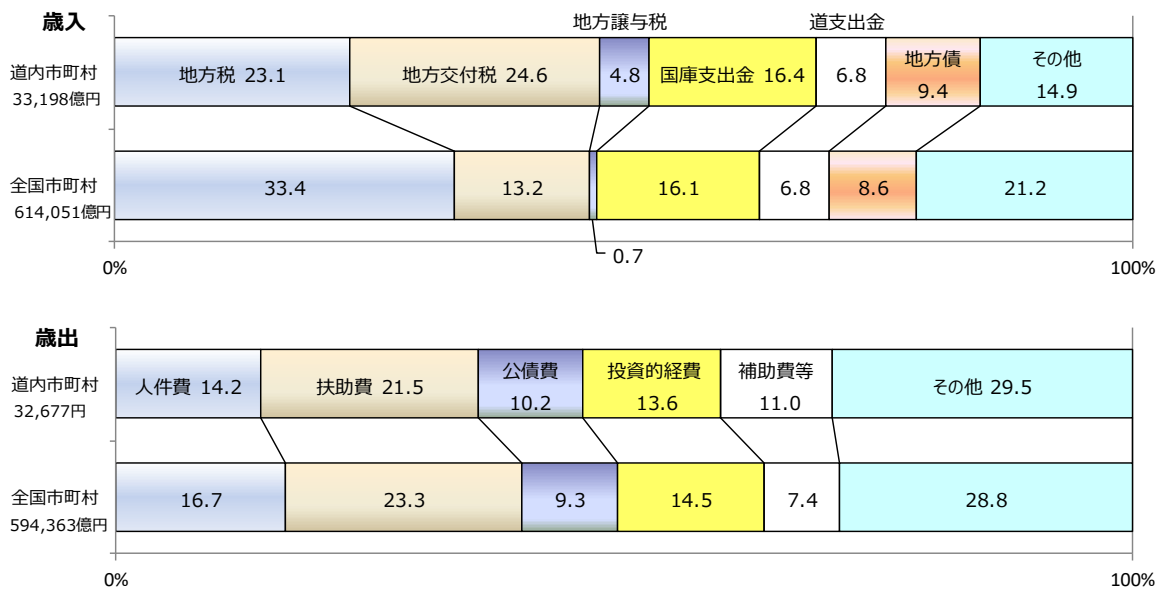 歳入
地方譲与税
道支出金
道内市町村
33,198億円
地方税 23.1
地方交付税 24.6
4.8
国庫支出金 16.4
6.8
地方債
9.4
その他
14.9
全国市町村
614,051億円
33.4
13.2
16.1
6.8
8.6
21.2
0.7
0%
100%
歳出
道内市町村
32,677円
人件費 14.2
扶助費 21.5
公債費
10.2
投資的経費
13.6
補助費等
11.0
その他 29.5
全国市町村
594,363億円
16.7
23.3
9.3
14.5
7.4
28.8
0%
100%